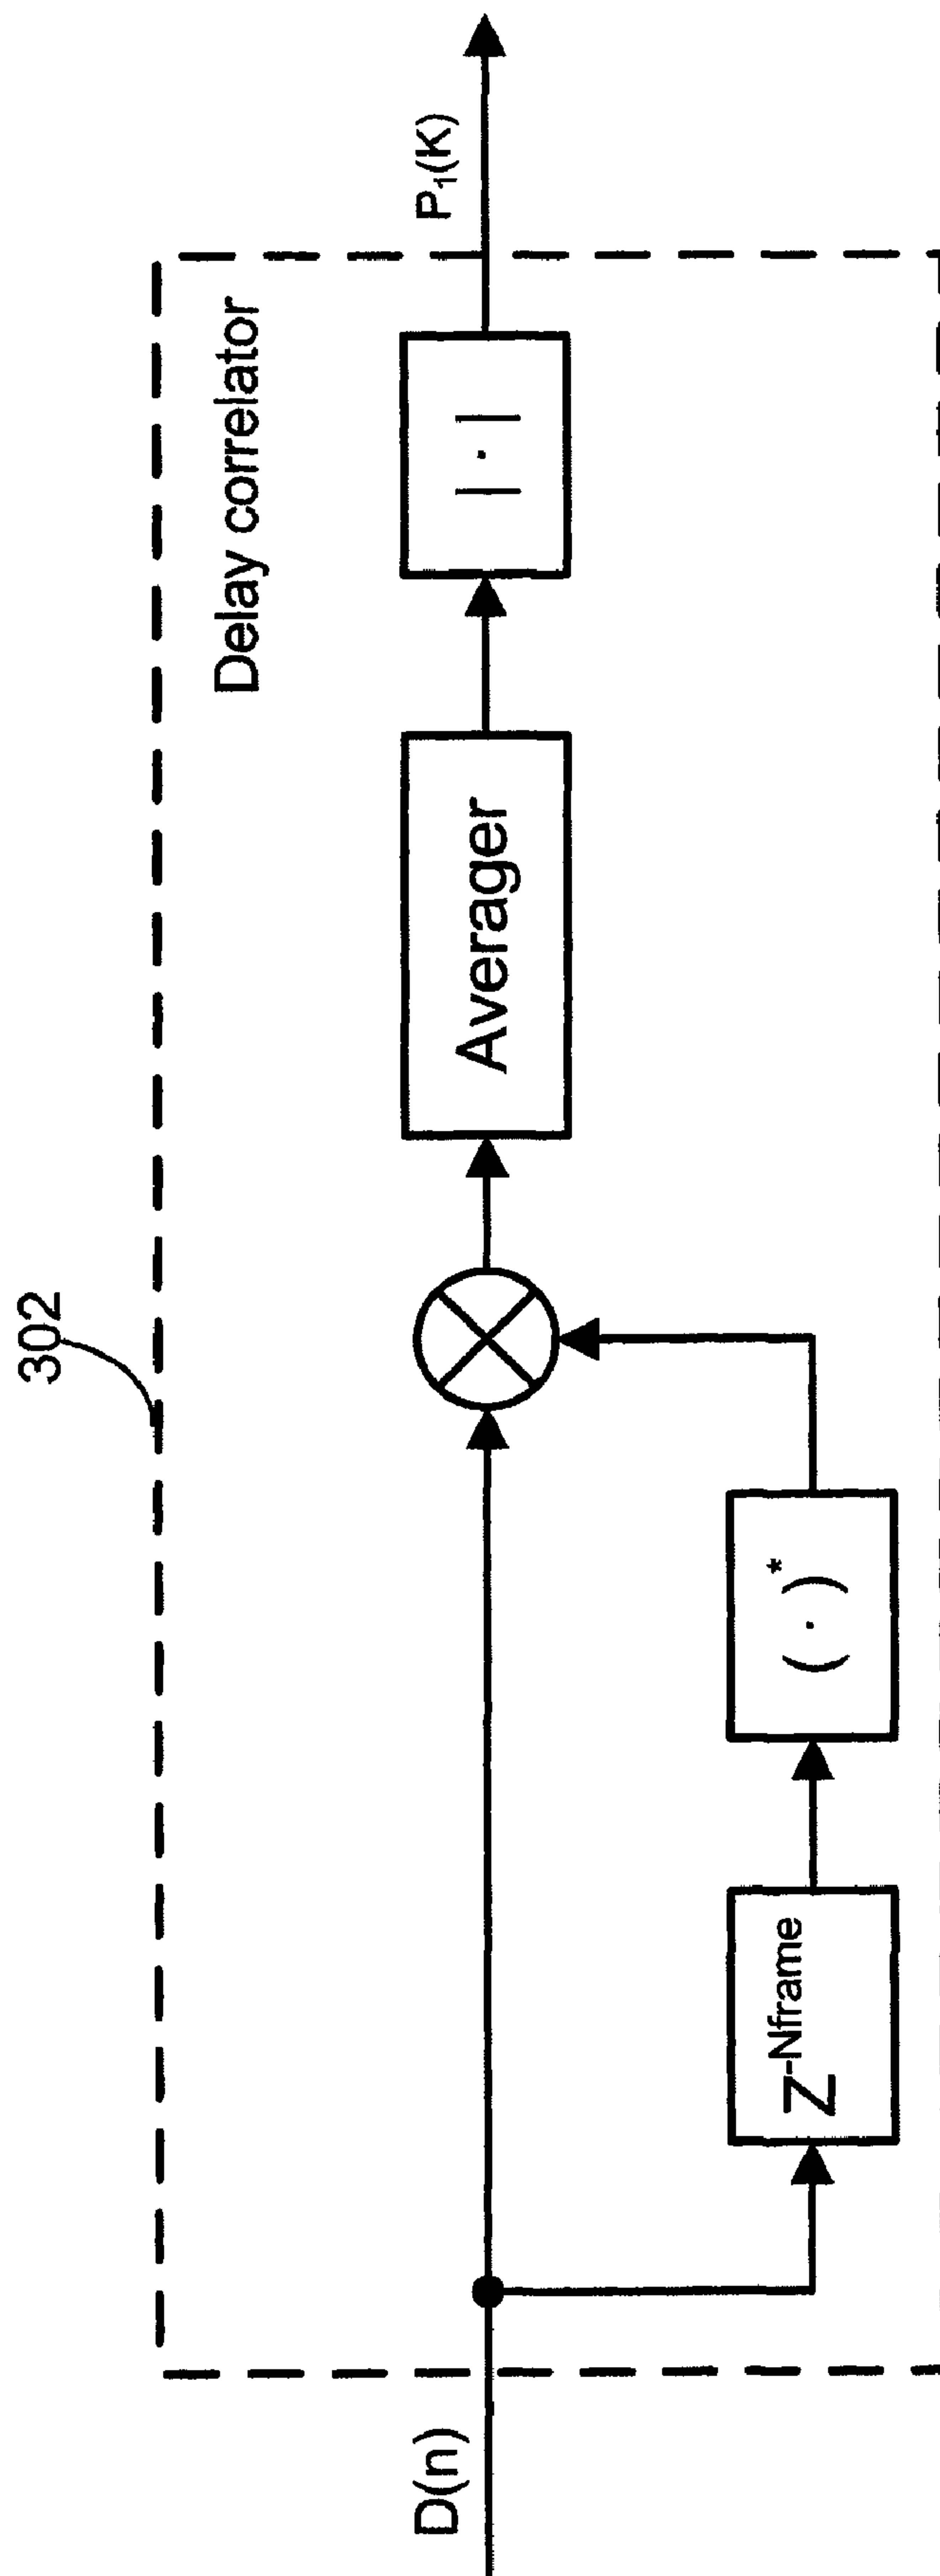 302
Delay correlator
D(n)
Averager
| · |
P₁(K)
Z⁻ᴺᶠʳᵃᵐᵉ
( · )*